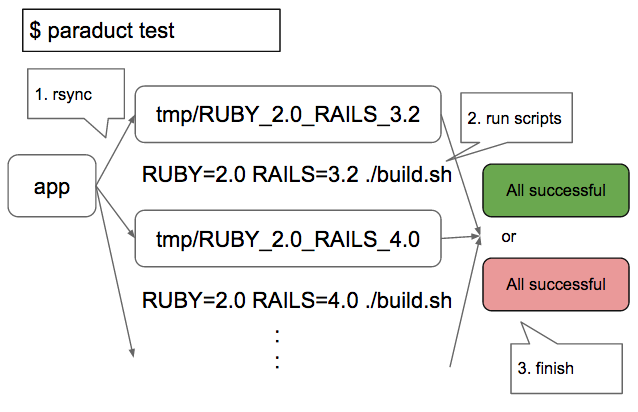 $ paraduct test
1. rsync
tmp/RUBY_2.0_RAILS_3.2
2. run scripts
RUBY=2.0 RAILS=3.2 ./build.sh
app
All successful
tmp/RUBY_2.0_RAILS_4.0
or
All successful
RUBY=2.0 RAILS=4.0 ./build.sh
:
:
3. finish